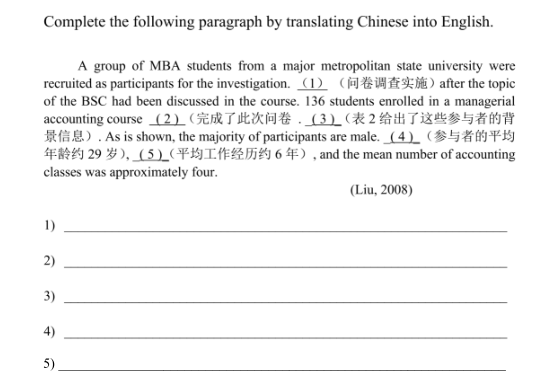 Complete the following paragraph by translating Chinese into English.
A group of MBA students from a major metropolitan state university were
recruited as participants for the investigation. （1）（问卷调查实施）after the topic
of the BSC had been discussed in the course. 136 students enrolled in a managerial
accounting course （2）（完成了此次问卷 . （3）（表 2 给出了这些参与者的背
景信息）. As is shown, the majority of participants are male. （4）（参与者的平均
年龄约 29 岁), （5）（平均工作经历约 6 年）, and the mean number of accounting
classes was approximately four.
(Liu, 2008)
1)
2)
3)
4)
5)